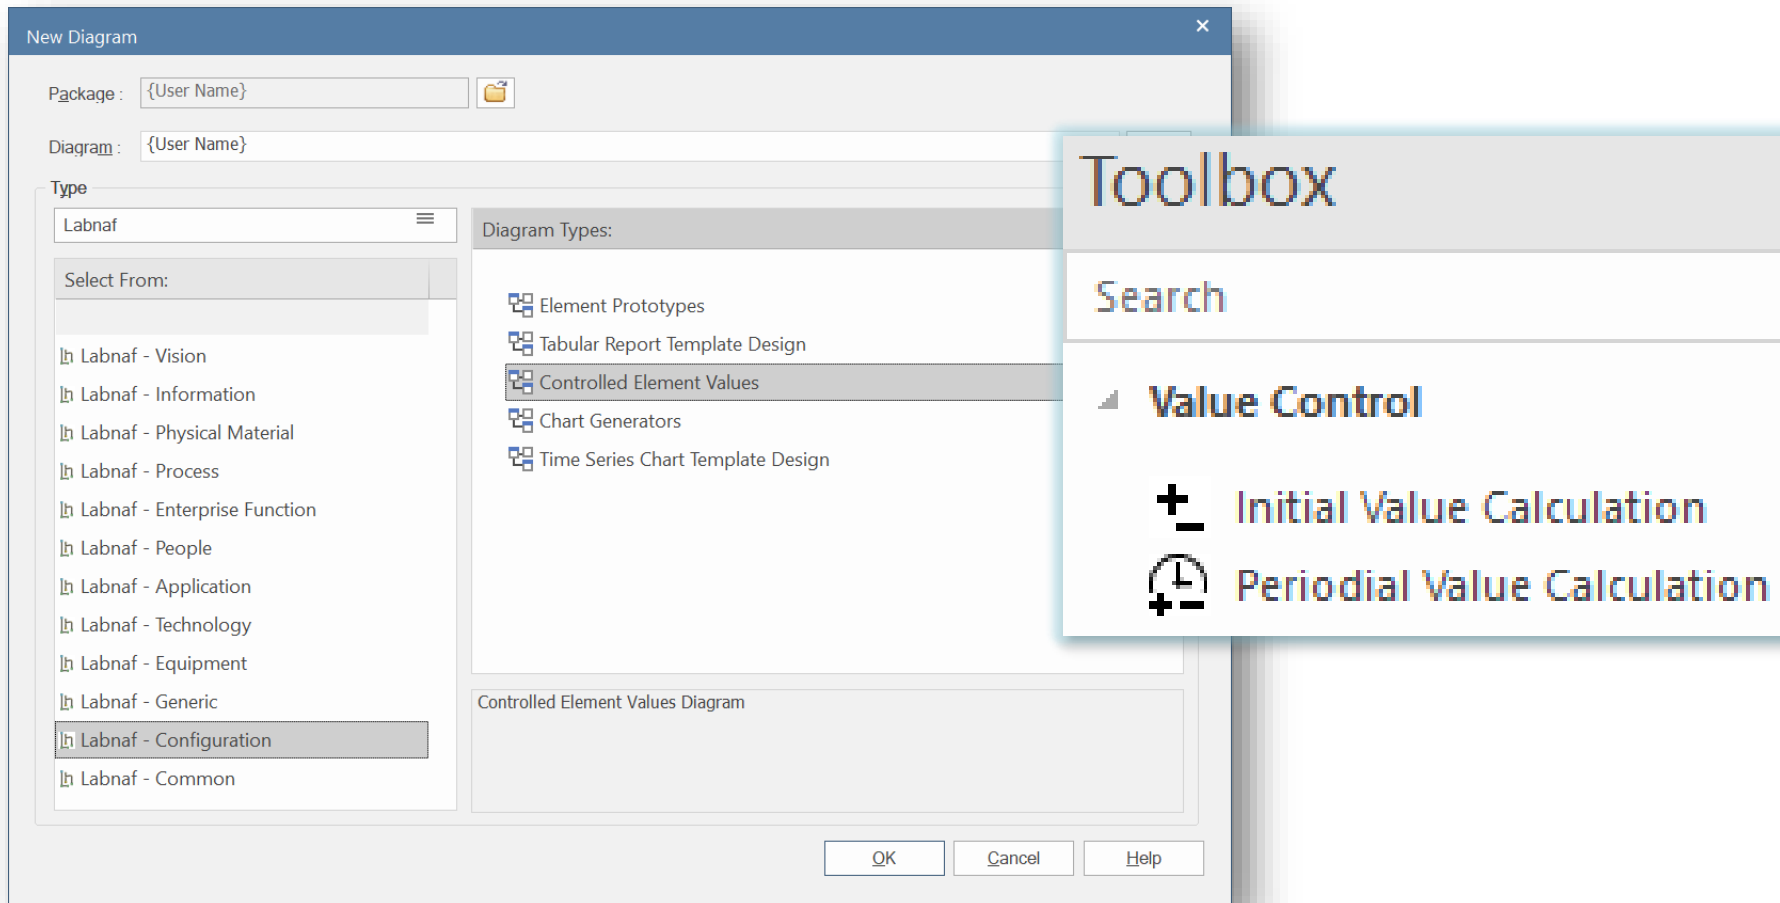 New Diagram
Package :
{User Name}
Diagram :
{User Name}
Type
Labnaf
Select From:
Labnaf - Vision
Labnaf - Information
Labnaf - Physical Material
Labnaf - Process
Labnaf - Enterprise Function
Labnaf - People
Labnaf - Application
Labnaf - Technology
Labnaf - Equipment
Labnaf - Generic
Labnaf - Configuration
Labnaf - Common
Diagram Types:
Element Prototypes
Tabular Report Template Design
Controlled Element Values
Chart Generators
Time Series Chart Template Design
Controlled Element Values Diagram
OK
Cancel
Help
Toolbox
Search
Value Control
Initial Value Calculation
Periodial Value Calculation